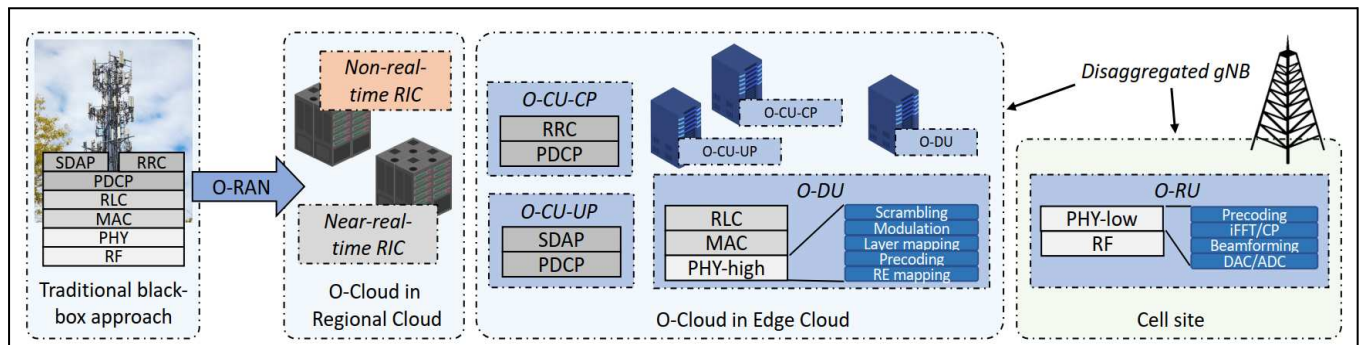 SDAP
RRC
PDCP
RLC
MAC
PHY
RF
Traditional black-
box approach
O-RAN
Non-real-
time RIC
Near-real-
time RIC
O-Cloud in
Regional Cloud
O-CU-CP
RRC
PDCP
O-CU-UP
SDAP
PDCP
O-CU-CP
O-CU-UP
O-DU
O-DU
RLC
MAC
PHY-high
Scrambling
Modulation
Layer mapping
Precoding
RE mapping
O-Cloud in Edge Cloud
Disaggregated gNB
O-RU
PHY-low
RF
Precoding
iFFT/CP
Beamforming
DAC/ADC
Cell site